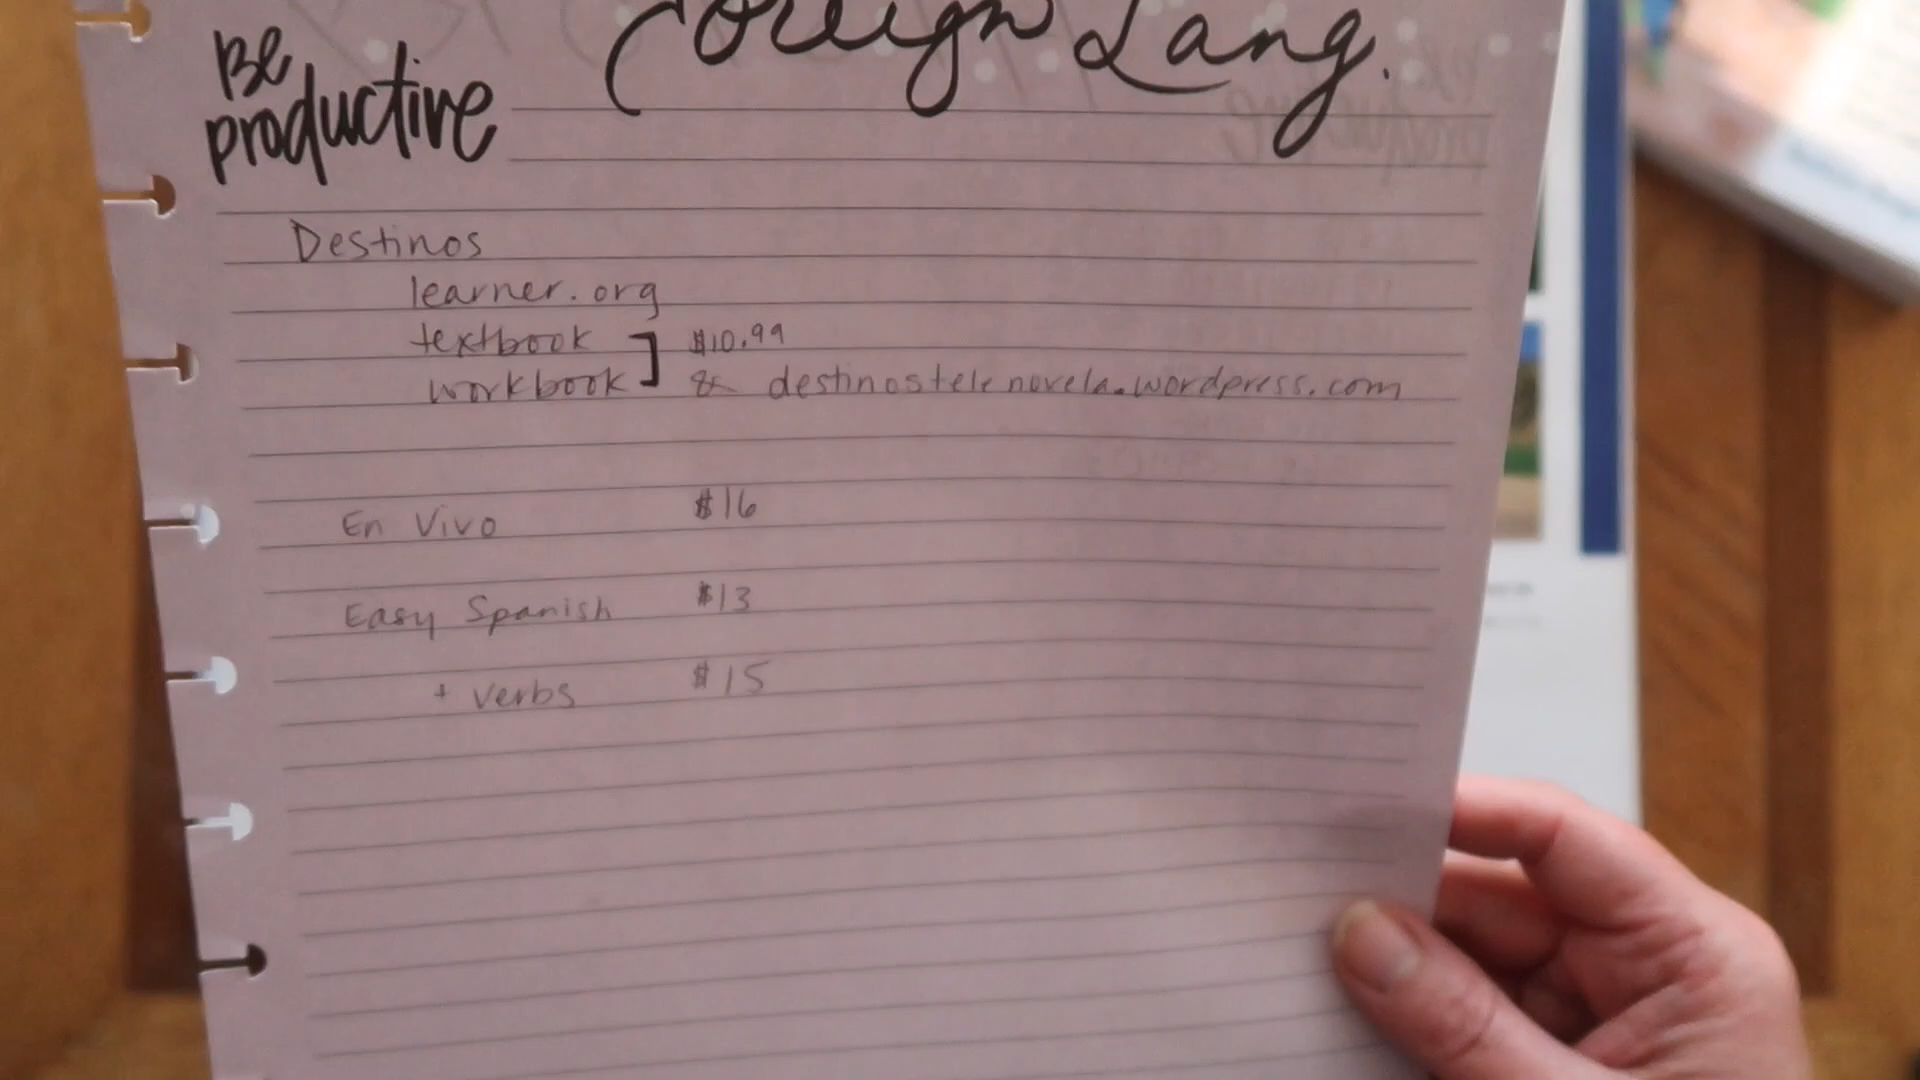 Foreign Lang.
Be
productive
Destinos
learner.org
textbook ] $10.99
workbook & destinostelenovela.wordpress.com
En Vivo $16
Easy Spanish $13
+ verbs $15